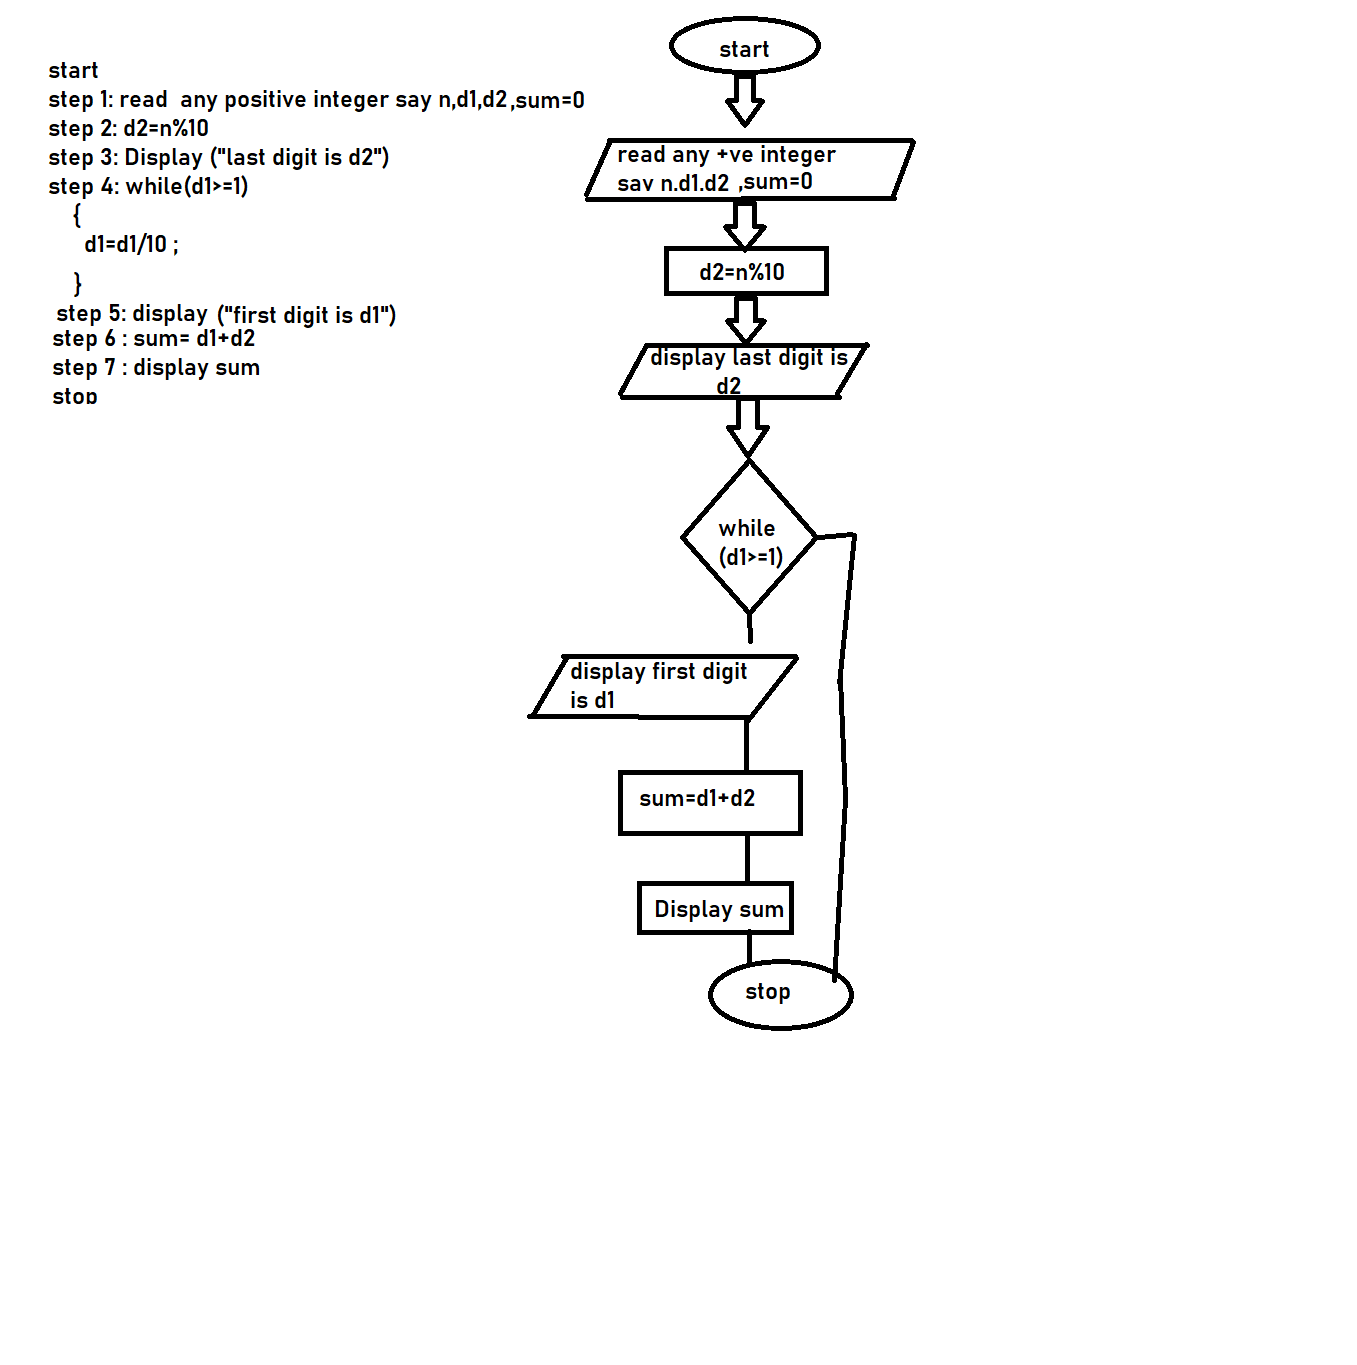 start
step 1: read any positive integer say n,d1,d2,sum=0
step 2: d2=n%10
step 3: Display ("last digit is d2")
step 4: while(d1>=1)
{
d1=d1/10 ;
}
step 5: display ("first digit is d1")
step 6 : sum= d1+d2
step 7 : display sum
stop
start
read any +ve integer
say n.d1.d2 ,sum=0
d2=n%10
display last digit is
d2
while
(d1>=1)
display first digit
is d1
sum=d1+d2
Display sum
stop